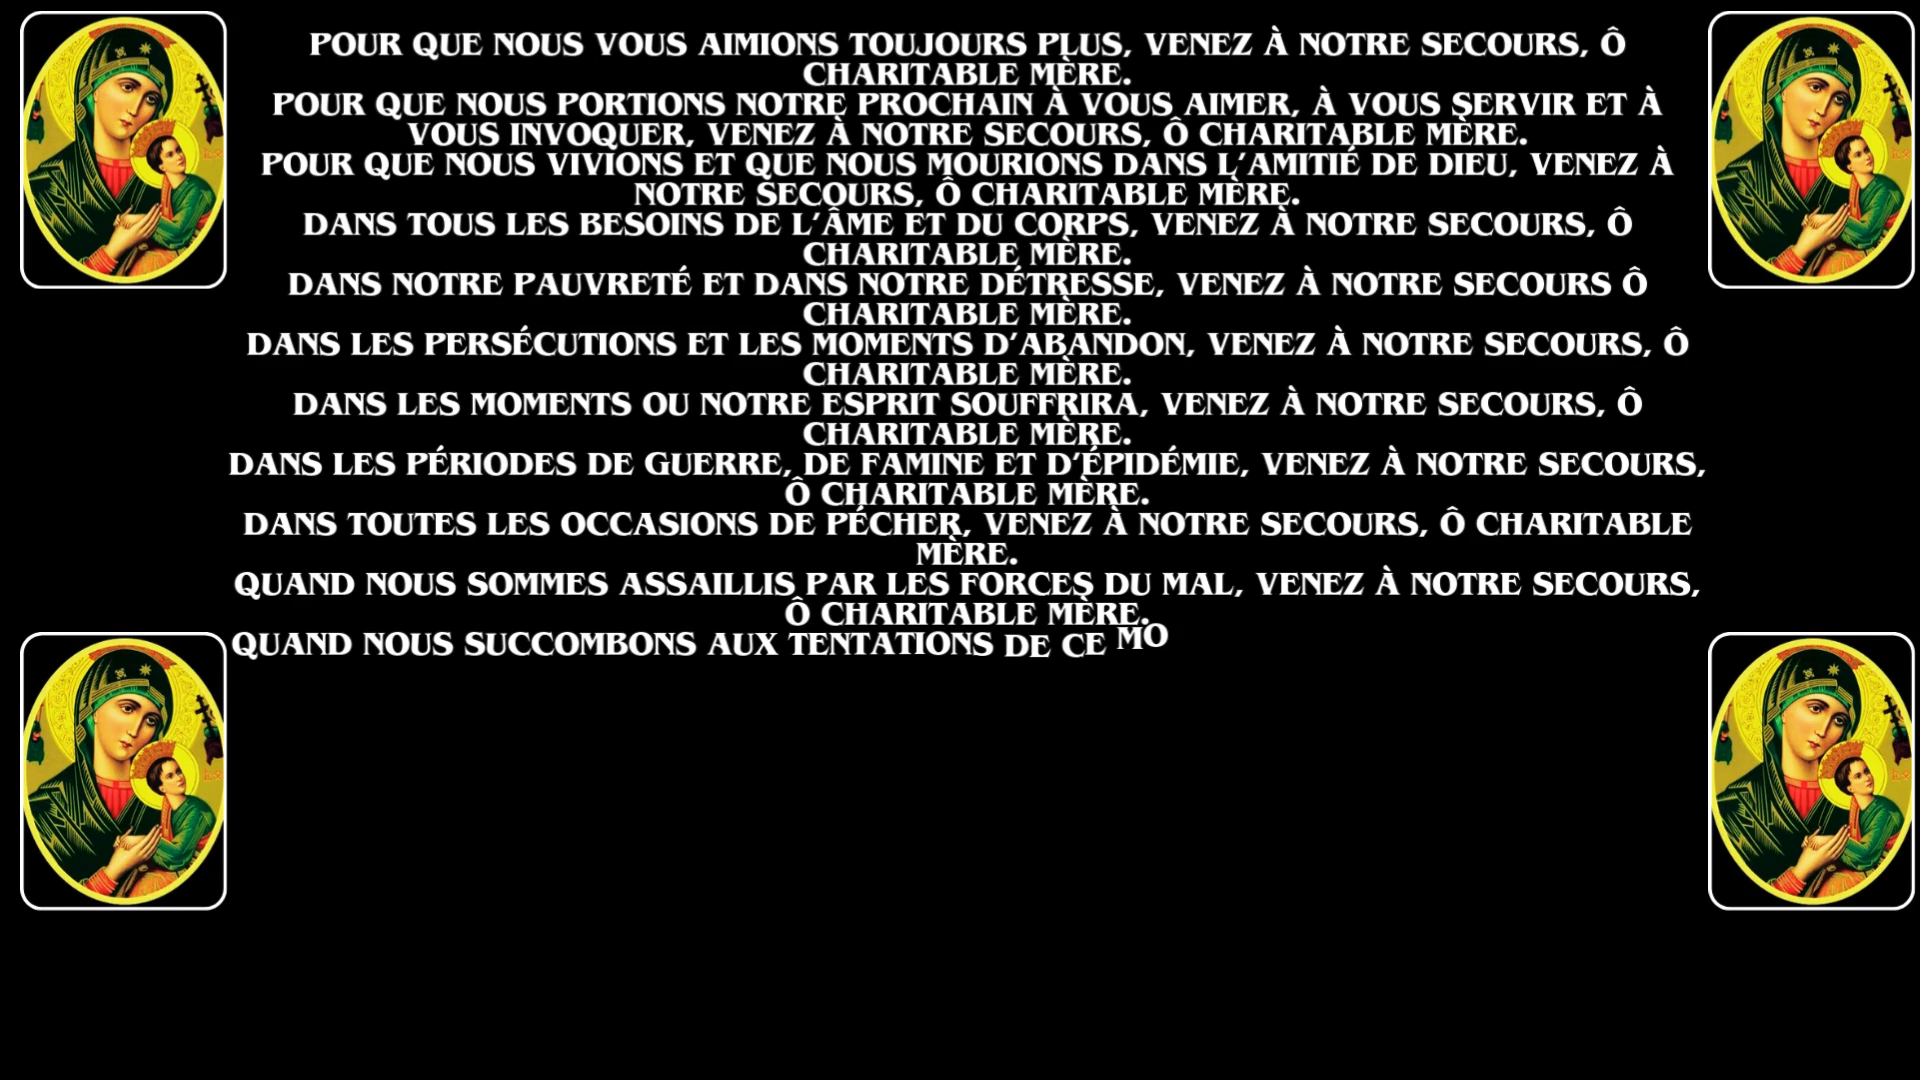 POUR QUE NOUS VOUS AIMIONS TOUJOURS PLUS, VENEZ À NOTRE SECOURS, Ô
CHARITABLE MÈRE.
POUR QUE NOUS PORTIONS NOTRE PROCHAIN À VOUS AIMER, À VOUS SERVIR ET À
VOUS INVOQUER, VENEZ À NOTRE SECOURS, Ô CHARITABLE MÈRE.
POUR QUE NOUS VIVIONS ET QUE NOUS MOURIONS DANS L'AMITIÉ DE DIEU, VENEZ À
NOTRE SECOURS, Ô CHARITABLE MÈRE.
DANS TOUS LES BESOINS DE L'ÂME ET DU CORPS, VENEZ À NOTRE SECOURS, Ô
CHARITABLE MÈRE.
DANS NOTRE PAUVRETÉ ET DANS NOTRE DÉTRESSE, VENEZ À NOTRE SECOURS Ô
CHARITABLE MÈRE.
DANS LES PERSÉCUTIONS ET LES MOMENTS D'ABANDON, VENEZ À NOTRE SECOURS, Ô
CHARITABLE MÈRE.
DANS LES MOMENTS OU NOTRE ESPRIT SOUFFRIRA, VENEZ À NOTRE SECOURS, Ô
CHARITABLE MÈRE.
DANS LES PÉRIODES DE GUERRE, DE FAMINE ET D'ÉPIDÉMIE, VENEZ À NOTRE SECOURS,
Ô CHARITABLE MÈRE.
DANS TOUTES LES OCCASIONS DE PÉCHER, VENEZ À NOTRE SECOURS, Ô CHARITABLE
MÈRE.
QUAND NOUS SOMMES ASSAILLIS PAR LES FORCES DU MAL, VENEZ À NOTRE SECOURS,
Ô CHARITABLE MÈRE.
QUAND NOUS SUCCOMBONS AUX TENTATIONS DE CE MO